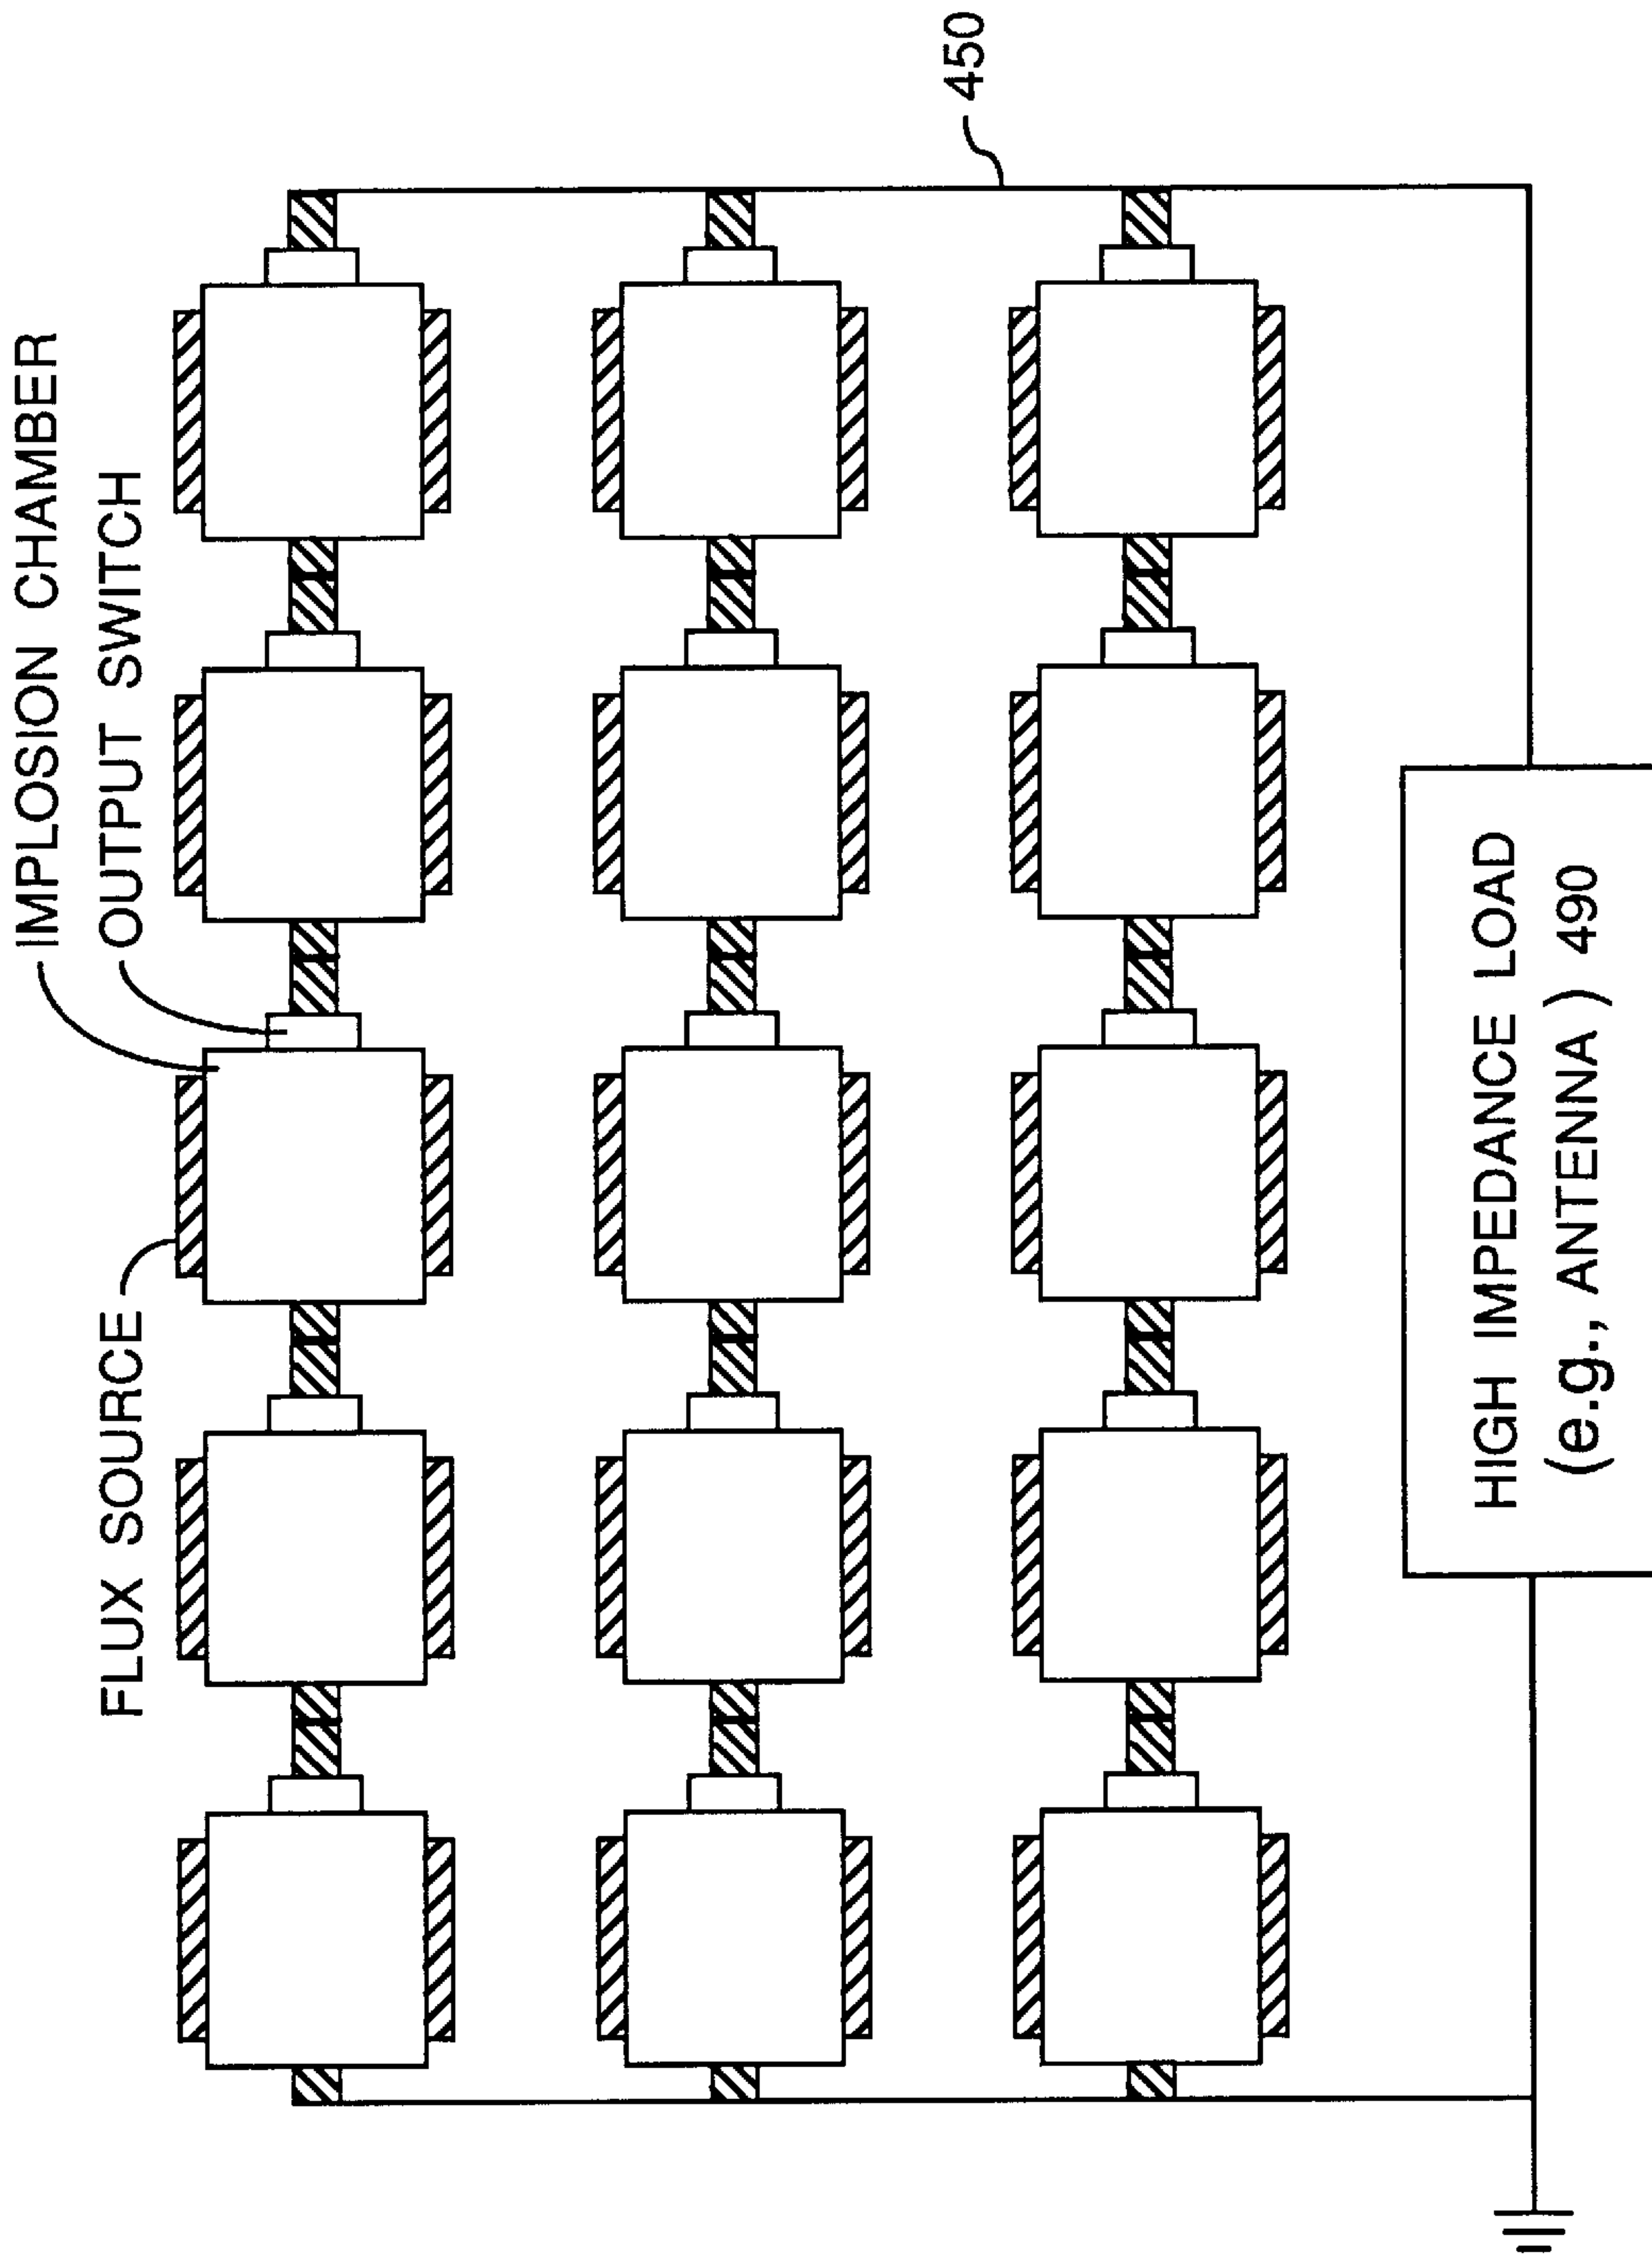 IMPLOSION CHAMBER
FLUX SOURCE
OUTPUT SWITCH
450
HIGH IMPEDANCE LOAD
(e.g., ANTENNA ) 490